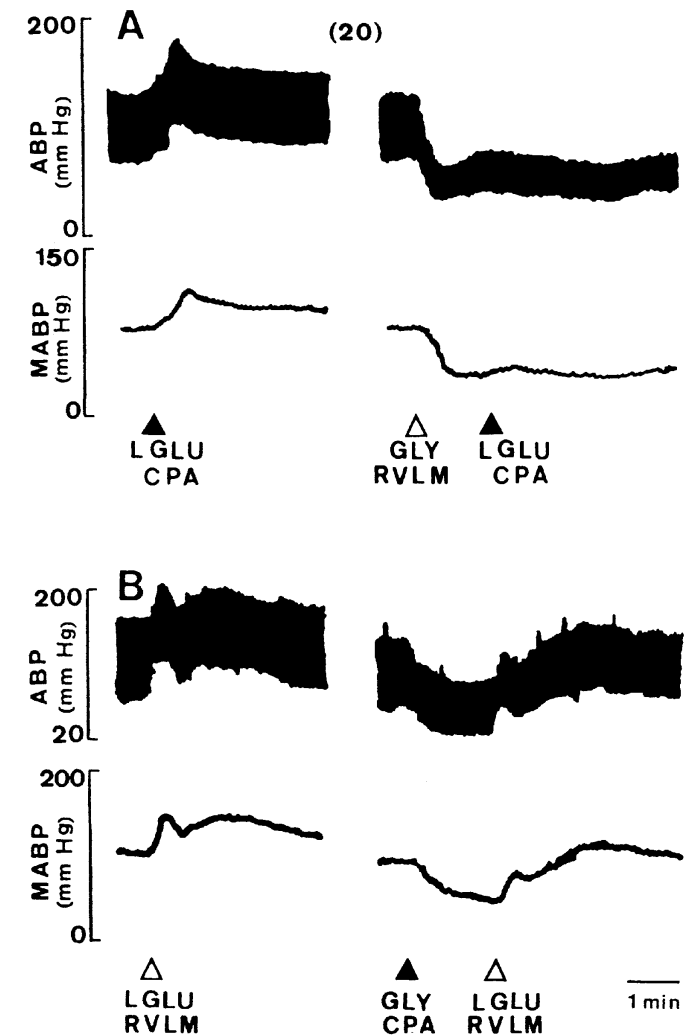 A
(20)
200
ABP
(mm Hg)
0
150
MABP
(mm Hg)
0
LGLU
CPA
GLY
RVLM
LGLU
CPA
B
200
ABP
(mm Hg)
20
200
MABP
(mm Hg)
0
LGLU
RVLM
GLY
CPA
LGLU
RVLM
1 min